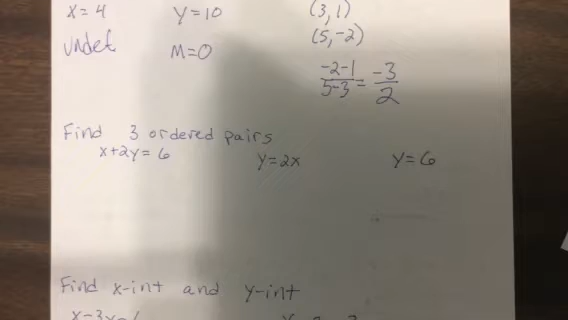 x=4 y=10 (3,1)
undef M=0 (5,-2)
-2-1
5-3 = -3
2
Find 3 ordered pairs
x+2y=6 y=2x y=6
Find x-int and y-int